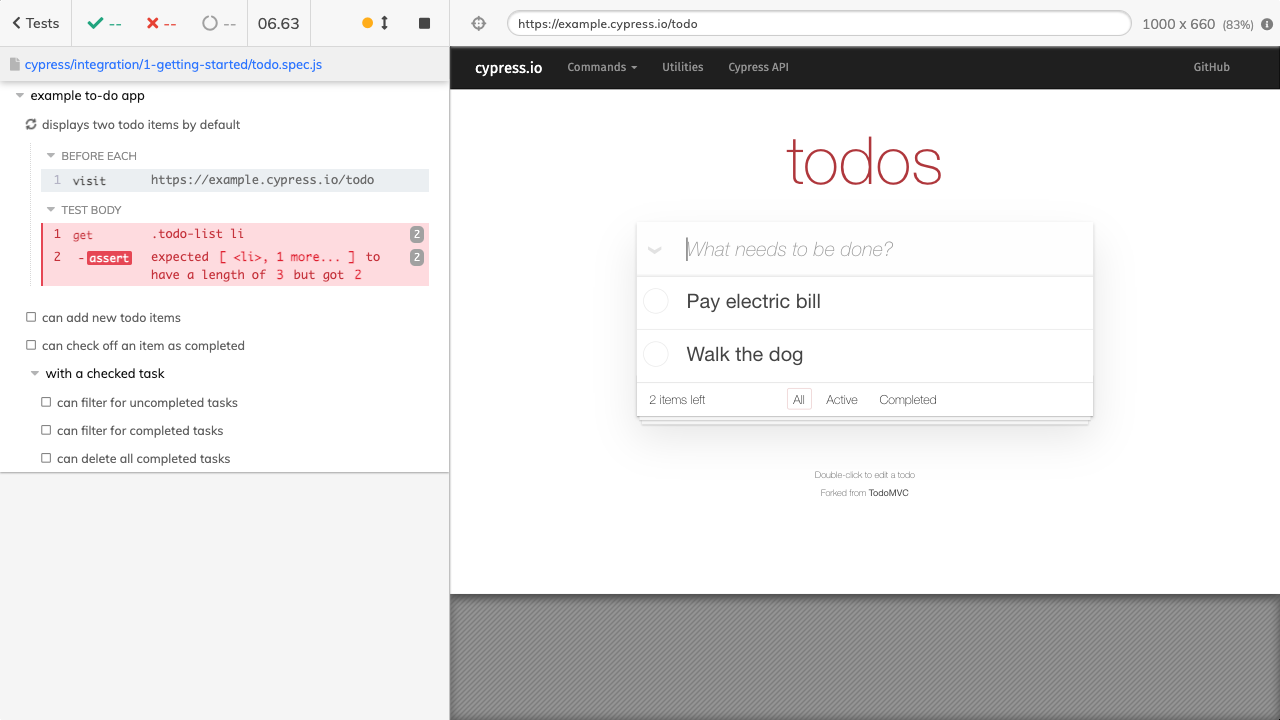 Tests -- -- -- 06.63
https://example.cypress.io/todo 1000 x 660 (83%)
cypress/integration/1-getting-started/todo.spec.js
example to-do app
displays two todo items by default
BEFORE EACH
1 visit https://example.cypress.io/todo
TEST BODY
1 get .todo-list li 2
2 -assert expected [ <li>, 1 more... ] to 2
have a length of 3 but got 2
can add new todo items
can check off an item as completed
with a checked task
can filter for uncompleted tasks
can filter for completed tasks
can delete all completed tasks
cypress.io Commands Utilities Cypress API GitHub
todos
What needs to be done?
Pay electric bill
Walk the dog
2 items left All Active Completed
Double-click to edit a todo
Forked from TodoMVC